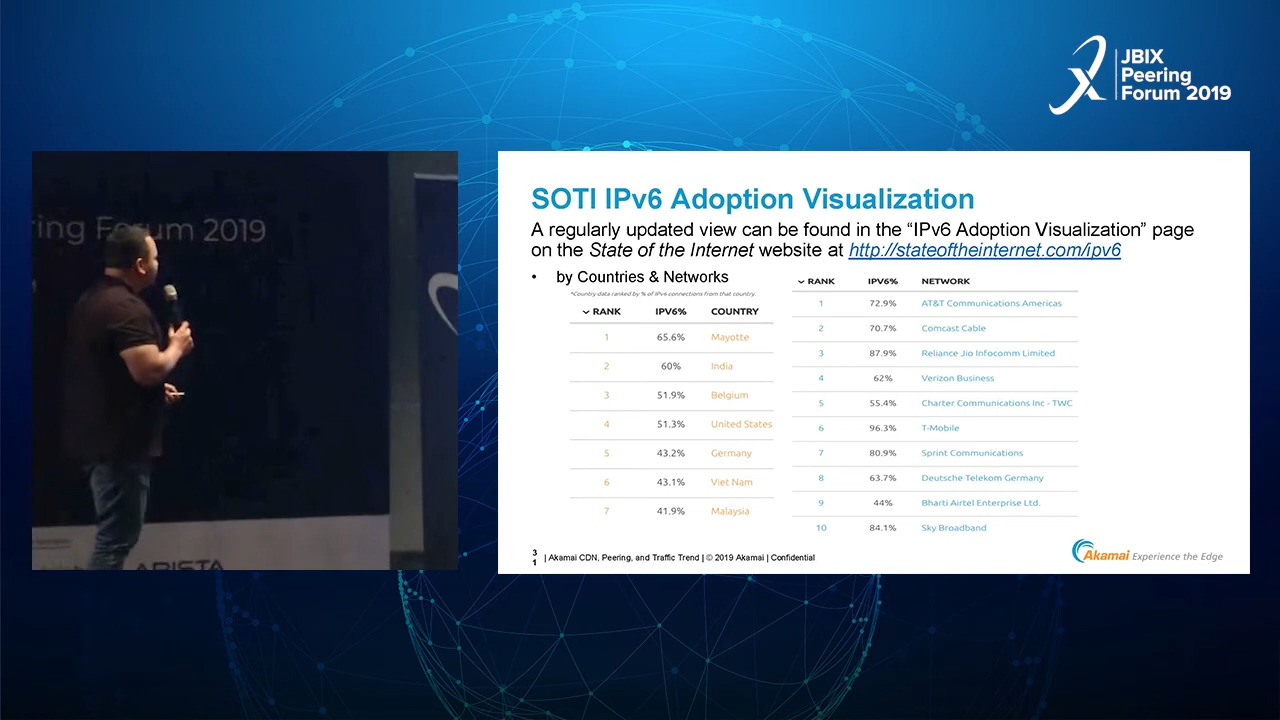 JBIX
Peering
Forum 2019
ring Forum 2019
ARISTA
SOTI IPv6 Adoption Visualization
A regularly updated view can be found in the “IPv6 Adoption Visualization” page
on the State of the Internet website at http://stateoftheinternet.com/ipv6
• by Countries & Networks
*Country data ranked by % of IPv6 connections from that country.
RANK IPV6% COUNTRY
1 65.6% Mayotte
2 60% India
3 51.9% Belgium
4 51.3% United States
5 43.2% Germany
6 43.1% Viet Nam
7 41.9% Malaysia
RANK IPV6% NETWORK
1 72.9% AT&T Communications Americas
2 70.7% Comcast Cable
3 87.9% Reliance Jio Infocomm Limited
4 62% Verizon Business
5 55.4% Charter Communications Inc - TWC
6 96.3% T-Mobile
7 80.9% Sprint Communications
8 63.7% Deutsche Telekom Germany
9 44% Bharti Airtel Enterprise Ltd.
10 84.1% Sky Broadband
31 | Akamai CDN, Peering, and Traffic Trend | © 2019 Akamai | Confidential
Akamai Experience the Edge